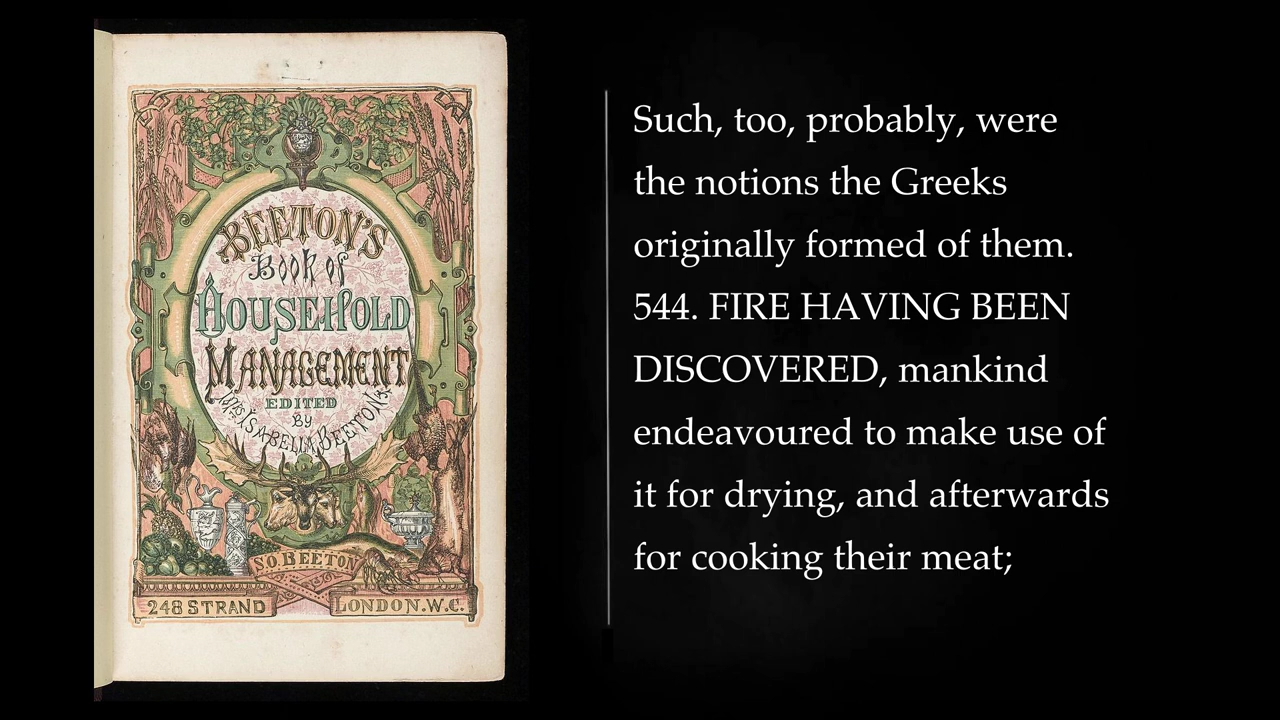 BEETON'S
Book of
HOUSEHOLD
MANAGEMENT
EDITED
BY
MRS ISABELLA BEETON
S.O. BEETON
248 STRAND
LONDON. W.C.
Such, too, probably, were
the notions the Greeks
originally formed of them.
544. FIRE HAVING BEEN
DISCOVERED, mankind
endeavoured to make use of
it for drying, and afterwards
for cooking their meat;